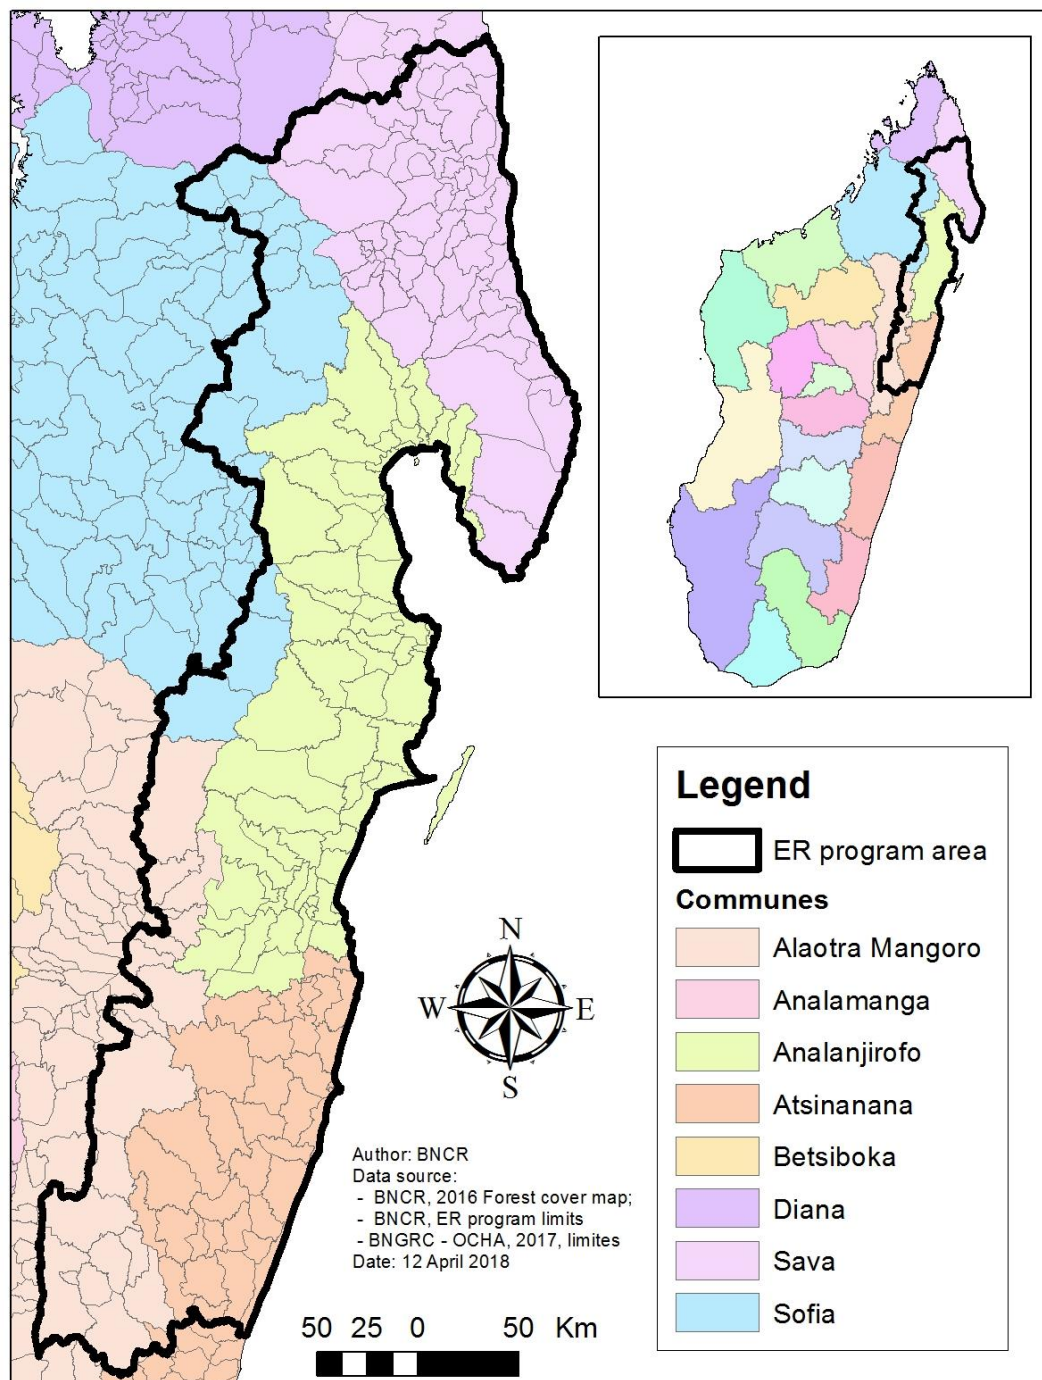 Legend
ER program area
Communes
Alaotra Mangoro
Analamanga
Analanjirofo
Atsinanana
Betsiboka
Diana
Sava
Sofia
N
W E
S
Author: BNCR
Data source:
- BNCR, 2016 Forest cover map;
- BNCR, ER program limits
- BNGRC - OCHA, 2017, limites
Date: 12 April 2018
50 25 0 50 Km